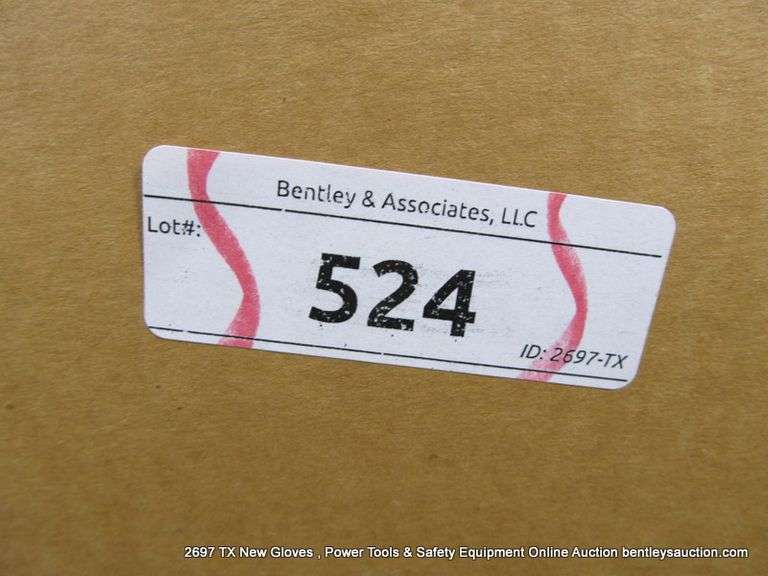 Bentley & Associates, LLC
Lot#:
524
ID: 2697-TX
2697 TX New Gloves , Power Tools & Safety Equipment Online Auction bentleysauction.com